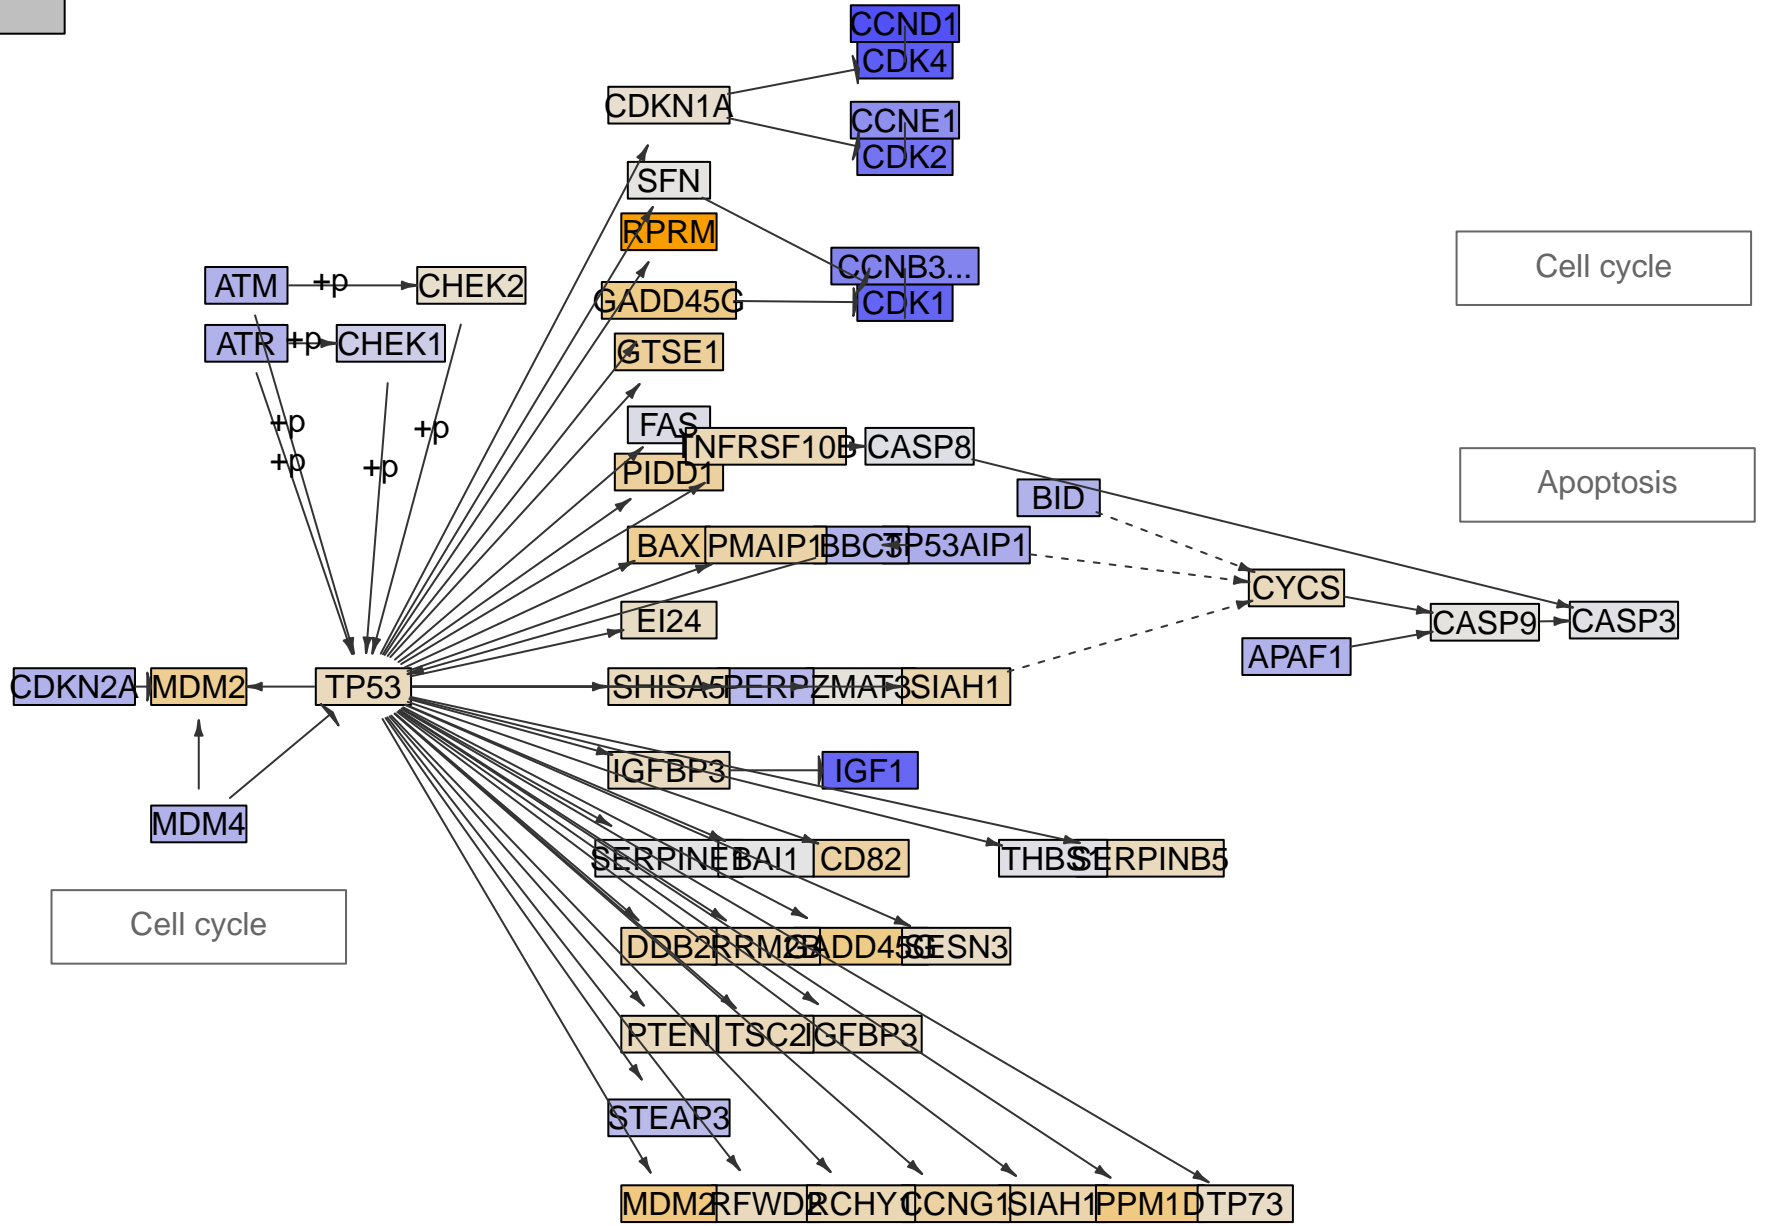 CCND1
CDK4
CDKN1A
CCNE1
CDK2
SFN
RPRM
Cell cycle
CCNB3...
ATM
+p
CHEK2
GADD45G
CDK1
ATR
+p
CHEK1
GTSE1
+p
+p
FAS
TNFRSF10B
CASP8
+p
+p
PIDD1
Apoptosis
BID
BAX
PMAIP1
BBC3
TP53AIP1
CYCS
EI24
CASP9
CASP3
APAF1
CDKN2A
MDM2
TP53
SHISA5
PERP
ZMAT3
SIAH1
IGFBP3
IGF1
MDM4
SERPINE1
BAI1
CD82
THBS1
SERPINB5
Cell cycle
DDB2
RRM2B
GADD45G
SESN3
PTEN
TSC2
IGFBP3
STEAP3
MDM2
RFWD2
RCHY1
CCNG1
SIAH1
PPM1D
TP73